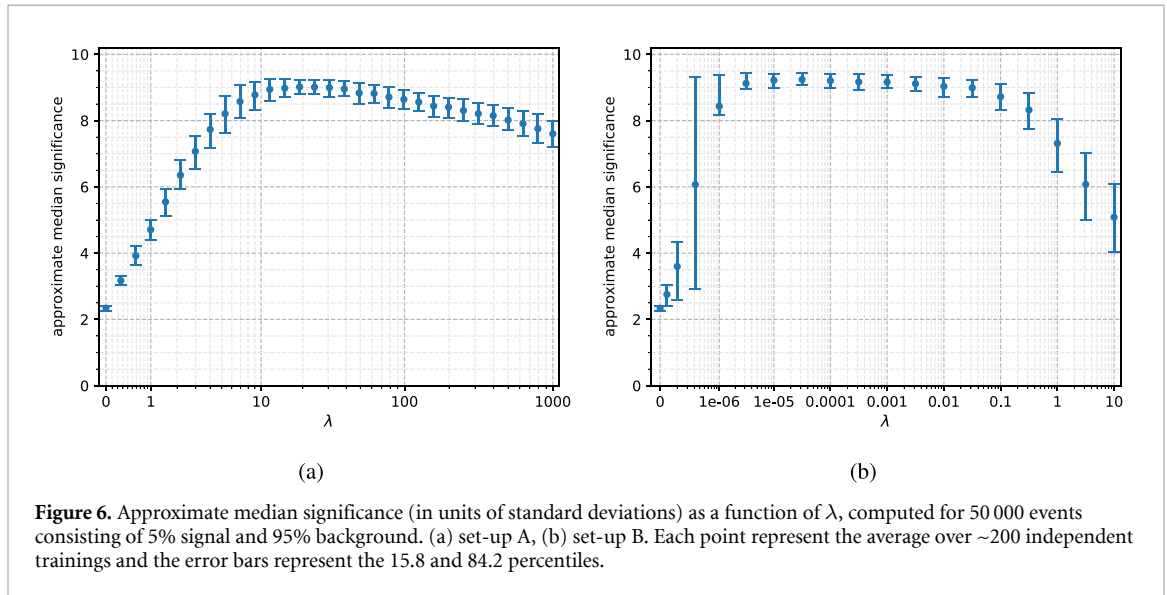 10
8
6
4
2
0
approximate median significance
0 1 10 100 1000
λ
(a)
10
8
6
4
2
0
approximate median significance
0 1e-06 1e-05 0.0001 0.001 0.01 0.1 1 10
λ
(b)
Figure 6. Approximate median significance (in units of standard deviations) as a function of λ, computed for 50 000 events
consisting of 5% signal and 95% background. (a) set-up A, (b) set-up B. Each point represent the average over ~200 independent
trainings and the error bars represent the 15.8 and 84.2 percentiles.